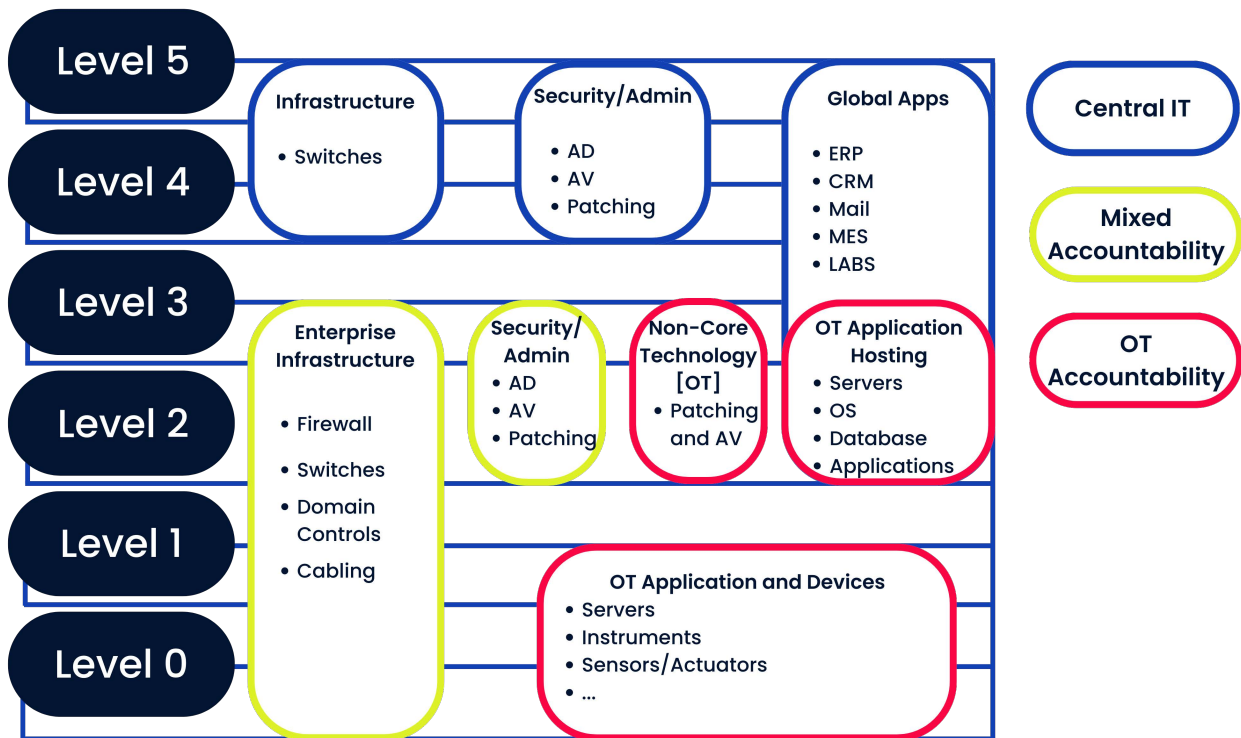 Level 5
Level 4
Level 3
Level 2
Level 1
Level 0
Infrastructure
• Switches
Security/Admin
• AD
• AV
• Patching
Global Apps
• ERP
• CRM
• Mail
• MES
• LABS
Enterprise
Infrastructure
• Firewall
• Switches
• Domain
Controls
• Cabling
Security/
Admin
• AD
• AV
• Patching
Non-Core
Technology
[OT]
• Patching
and AV
OT Application
Hosting
• Servers
• OS
• Database
• Applications
OT Application and Devices
• Servers
• Instruments
• Sensors/Actuators
• ...
Central IT
Mixed
Accountability
OT
Accountability